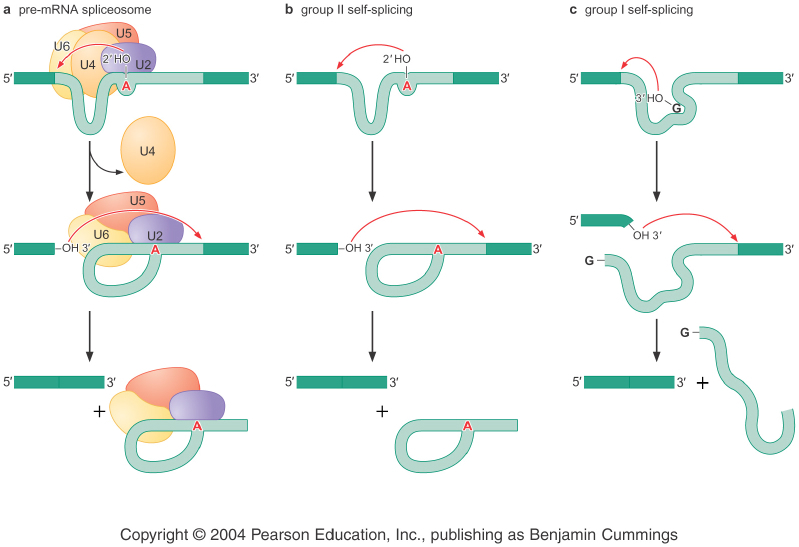 a pre-mRNA spliceosome
U6
U5
U4
2′ HO
U2
5′
A
3′
U4
U5
U6
U2
5′
OH 3′
A
3′
5′
3′
+
A
b group II self-splicing
2′ HO
5′
A
3′
5′
OH 3′
A
3′
5′
3′
+
A
c group I self-splicing
5′
3′
3′ HO
G
5′
OH 3′
G
3′
G
5′
3′
+
Copyright © 2004 Pearson Education, Inc., publishing as Benjamin Cummings